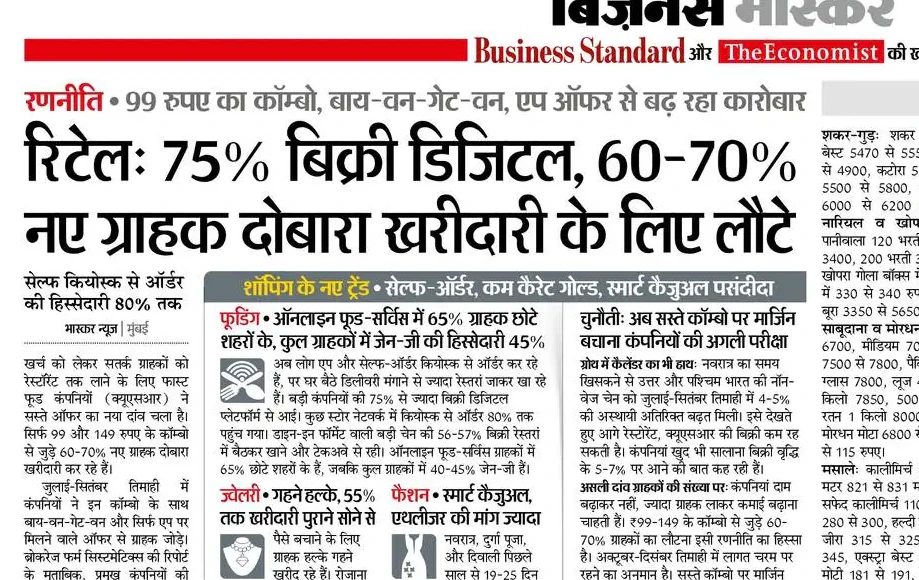 बिज़नेस भास्कर
Business Standard और The Economist की
रणनीति • 99 रुपए का कॉम्बो, बाय-वन-गेट-वन, एप ऑफर से बढ़ रहा कारोबार
रिटेल: 75% बिक्री डिजिटल, 60-70%
नए ग्राहक दोबारा खरीदारी के लिए लौटे
सेल्फ कियोस्क से ऑर्डर
की हिस्सेदारी 80% तक
भास्कर न्यूज | मुंबई
खर्च को लेकर सतर्क ग्राहकों को
रेस्टोरेंट तक लाने के लिए फास्ट
फूड कंपनियों (क्यूएसआर) ने
सस्ते ऑफर का नया दांव चला है।
सिर्फ 99 और 149 रुपए के कॉम्बो
से जुड़े 60-70% नए ग्राहक दोबारा
खरीदारी कर रहे हैं।
जुलाई-सितंबर तिमाही में
कंपनियों ने इन कॉम्बो के साथ
बाय-वन-गेट-वन और सिर्फ एप पर
मिलने वाले ऑफर से ग्राहक जोड़े।
ब्रोकरेज फर्म सिस्टमैटिक्स की रिपोर्ट
के मुताबिक, प्रमुख कंपनियों की
शॉपिंग के नए ट्रेंड • सेल्फ-ऑर्डर, कम कैरेट गोल्ड, स्मार्ट कैजुअल पसंदीदा
फूडिंग • ऑनलाइन फूड-सर्विस में 65% ग्राहक छोटे
शहरों के, कुल ग्राहकों में जेन-जी की हिस्सेदारी 45%
अब लोग एप और सेल्फ-ऑर्डर कियोस्क से ऑर्डर कर रहे
हैं, पर घर बैठे डिलीवरी मंगाने से ज्यादा रेस्तरां जाकर खा रहे
हैं। बड़ी कंपनियों की 75% से ज्यादा बिक्री डिजिटल
प्लेटफॉर्म से आई। कुछ स्टोर नेटवर्क में कियोस्क से ऑर्डर 80% तक
पहुंच गया। डाइन-इन फॉर्मेट वाली बड़ी चेन की 56-57% बिक्री रेस्तरां
में बैठकर खाने और टेकअवे से रही। ऑनलाइन फूड-सर्विस ग्राहकों में
65% छोटे शहरों के हैं, जबकि कुल ग्राहकों में 40-45% जेन-जी हैं।
ज्वेलरी • गहने हल्के, 55%
तक खरीदारी पुराने सोने से
पैसे बचाने के लिए
ग्राहक हल्के गहने
खरीद रहे हैं। रोजाना
फैशन • स्मार्ट कैजुअल,
एथलीजर की मांग ज्यादा
नवरात्र, दुर्गा पूजा,
और दिवाली पिछले
साल से 19-25 दिन
चुनौती: अब सस्ते कॉम्बो पर मार्जिन
बचाना कंपनियों की अगली परीक्षा
ग्रोथ में कैलेंडर का भी हाथ: नवरात्र का समय
खिसकने से उत्तर और पश्चिम भारत की नॉन-
वेज चेन को जुलाई-सितंबर तिमाही में 4-5%
की अस्थायी अतिरिक्त बढ़त मिली। इसे देखते
हुए आगे रेस्टोरेंट, क्यूएसआर की बिक्री कम रह
सकती है। कंपनियां खुद भी सालाना बिक्री वृद्धि
के 5-7% पर आने की बात कह रही हैं।
असली दांव ग्राहकों की संख्या पर: कंपनियां दाम
बढ़ाकर नहीं, ज्यादा ग्राहक लाकर कमाई बढ़ाना
चाहती हैं। ₹99-149 के कॉम्बो से जुड़े 60-
70% ग्राहकों का लौटना इसी रणनीति का हिस्सा
है। अक्टूबर-दिसंबर तिमाही में लागत चरम पर
रहने का अनुमान है। सस्ते कॉम्बो पर मार्जिन
शकर-गुड़: शकर
बेस्ट 5470 से
से 4900, कटोरा
5500 से 5800,
6000 से 6200
नारियल व
पानीवाला 120 भरती
3400, 200 भरती
खोपरा गोला बॉक्स
में 330 से 340
बूरा 3350 से 5650
साबूदाना व
6700, मीडियम
7500 से 7800,
ग्लास 7800, लूज
किलो 7850, 500
रतन 1 किलो
मोरधन मोटा 6800
से 115 रुपए।
मसाले: कालीमिर्च
मटर 821 से 831
सफेद कालीमिर्च
280 से 300, हल्दी
जीरा 315 से 325
345, एक्स्ट्रा बेस्ट
मोटी 181 से 191